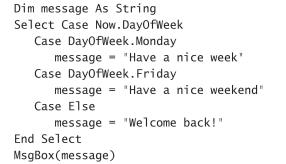 Dim message As String
Select Case Now.DayOfWeek
   Case DayOfWeek.Monday
      message = "Have a nice week"
   Case DayOfWeek.Friday
      message = "Have a nice weekend"
   Case Else
      message = "Welcome back!"
End Select
MsgBox(message)